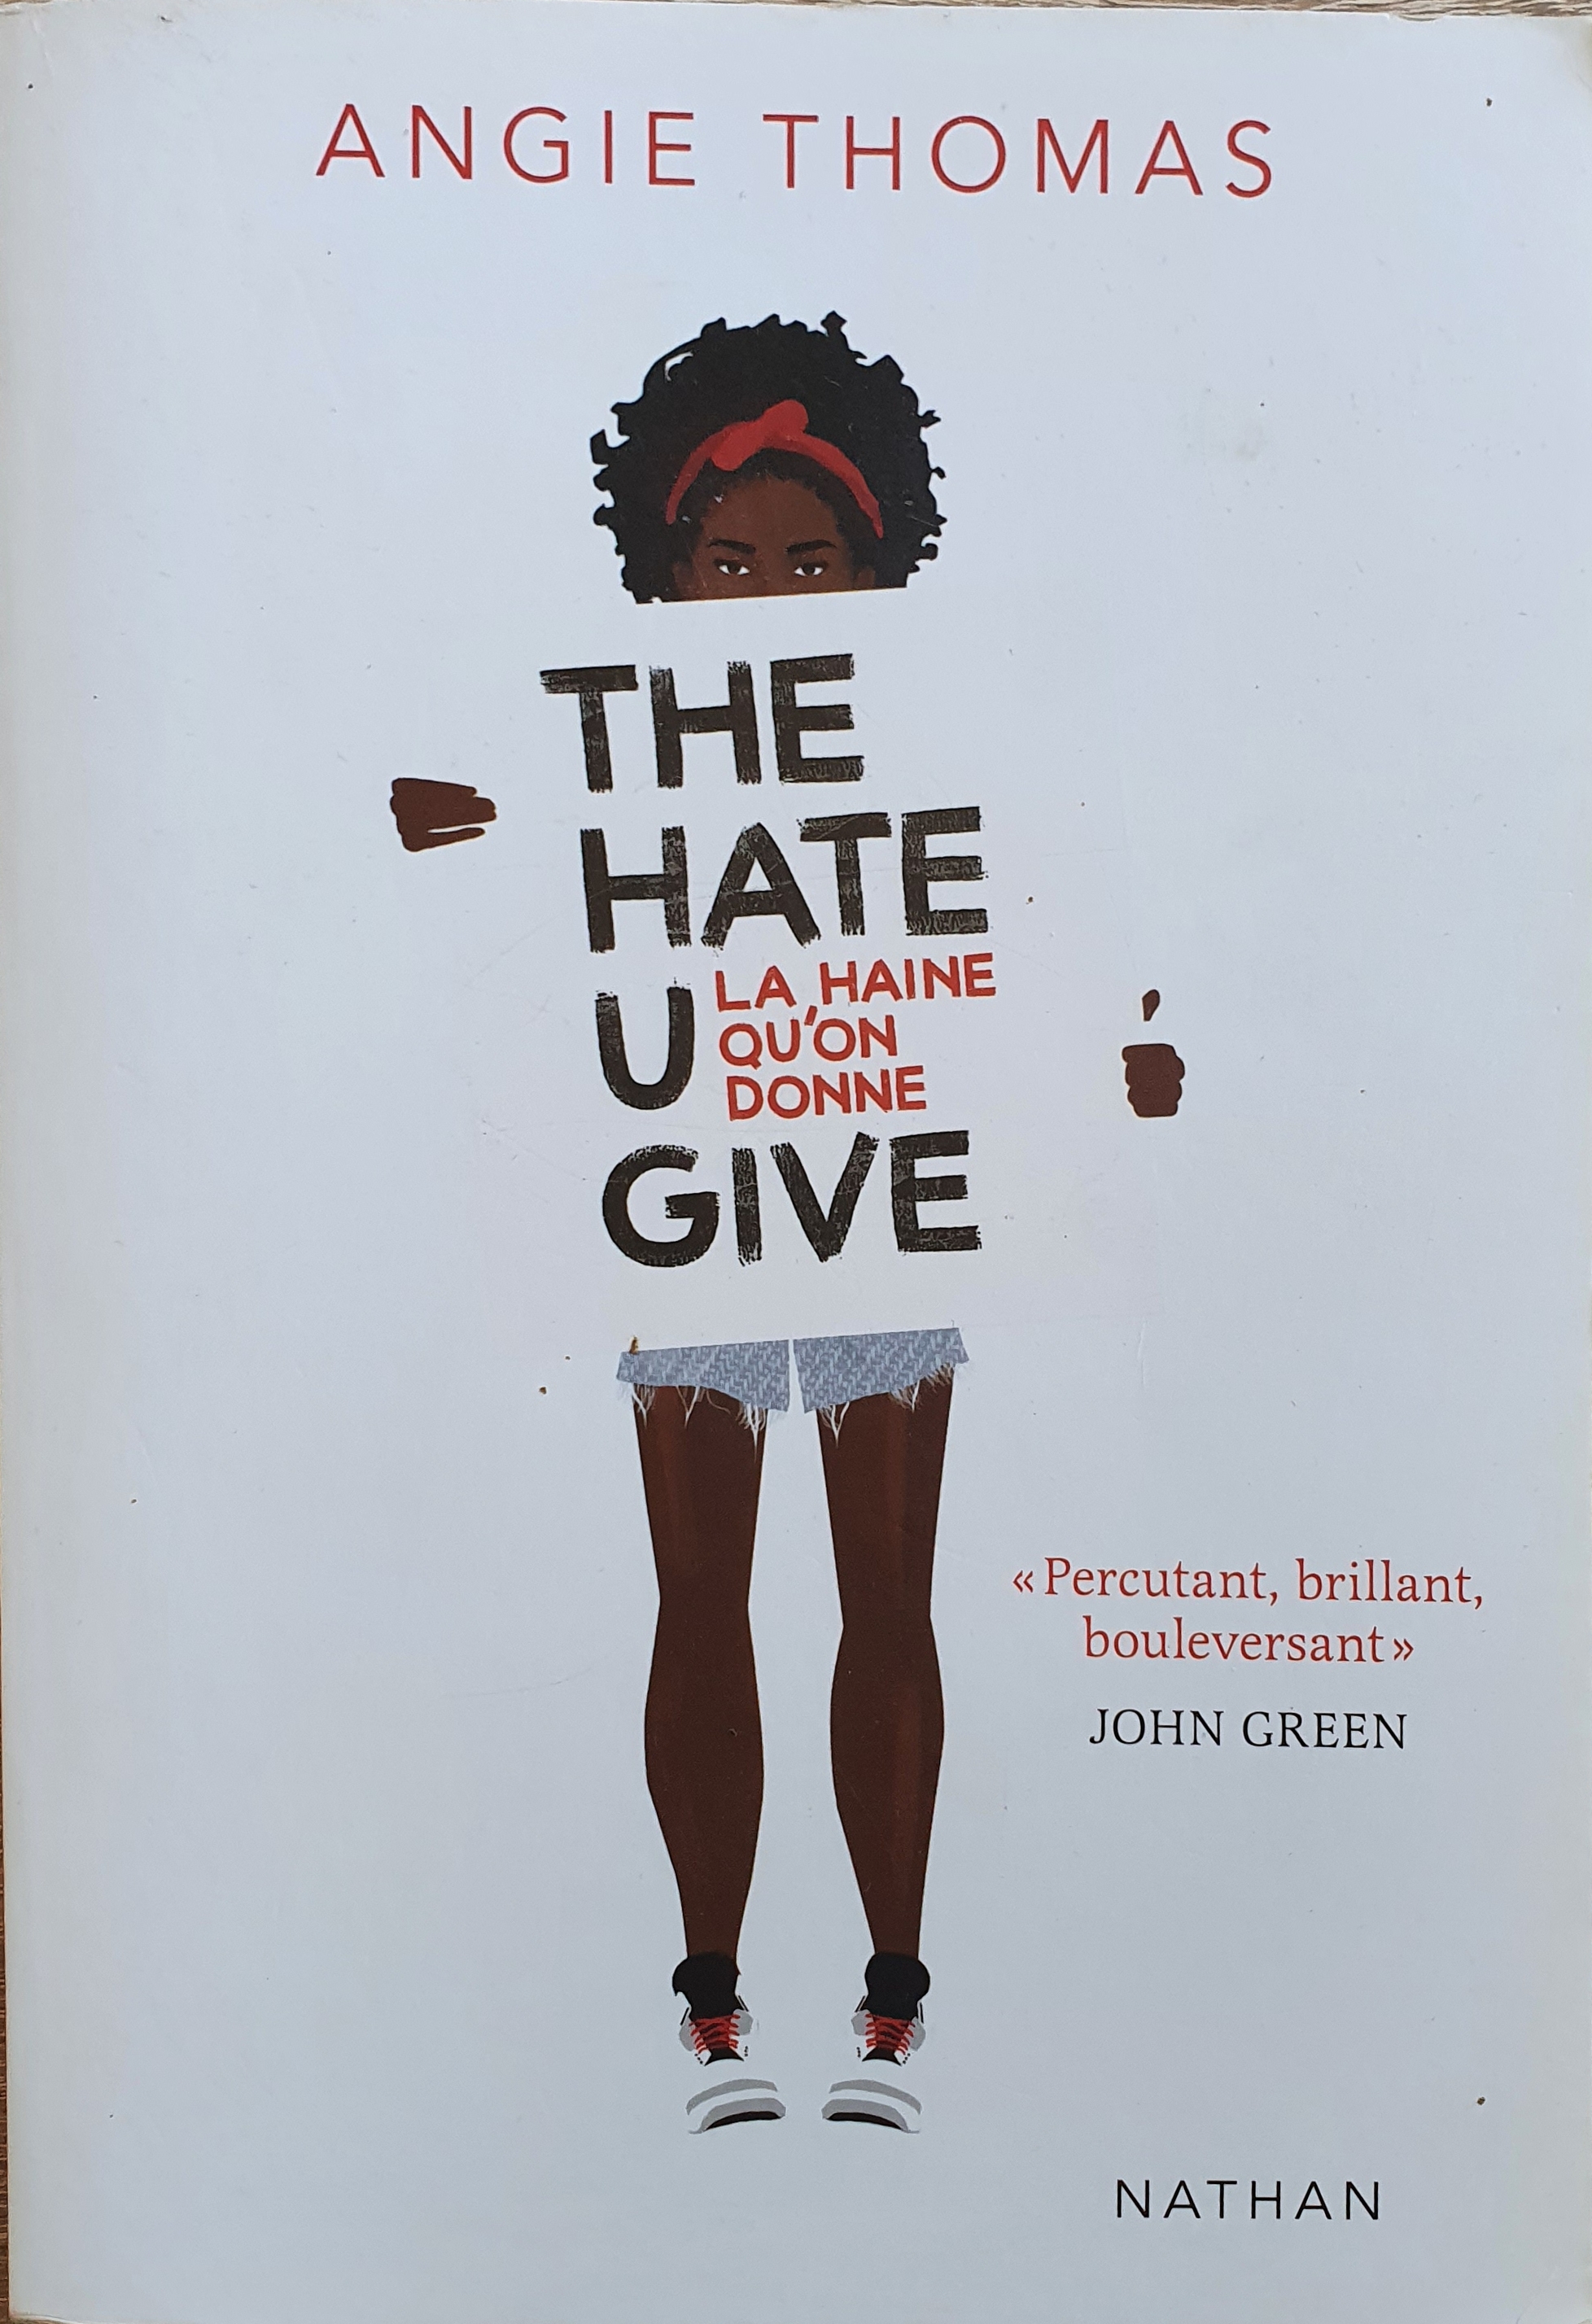 ANGIE THOMAS
THE
HATE
U
LA HAINE
QU'ON
DONNE
GIVE
« Percutant, brillant,
bouleversant »
JOHN GREEN
NATHAN